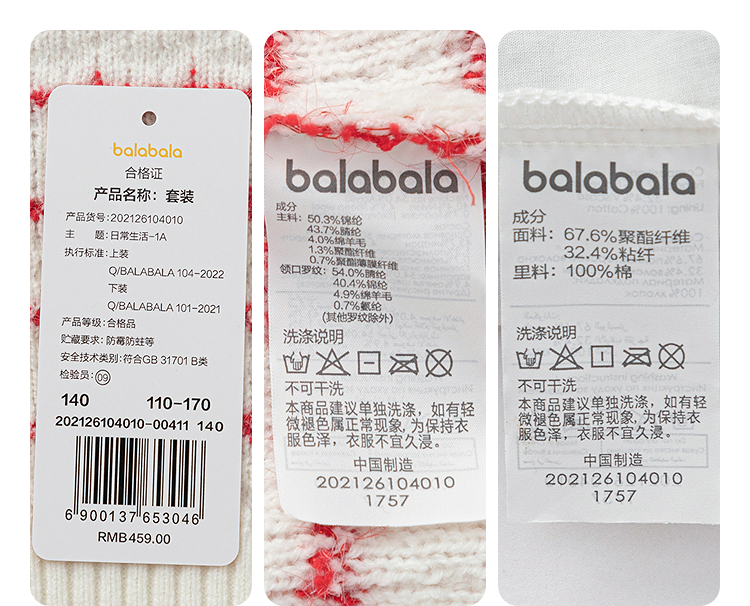 balabala
合格证
产品名称：套装
产品货号：202126104010
主　　题：日常生活-1A
执行标准：上装
Q/BALABALA 104-2022
下装
Q/BALABALA 101-2021
产品等级：合格品
贮藏要求：防霉防蛀等
安全技术类别：符合GB 31701 B类
检验员：09
140 110-170
202126104010-00411 140
6 900137 653046
RMB459.00
balabala
成分
主料：50.3%锦纶
43.7%腈纶
4.0%绵羊毛
1.3%聚酯纤维
0.7%聚酯薄膜纤维
领口罗纹：54.0%腈纶
40.4%锦纶
4.9%绵羊毛
0.7%氨纶
(其他罗纹除外)
洗涤说明
不可干洗
本商品建议单独洗涤，如有轻
微褪色属正常现象，为保持衣
服色泽，衣服不宜久浸。
中国制造
202126104010
1757
balabala
成分
面料：67.6%聚酯纤维
32.4%粘纤
里料：100%棉
洗涤说明
不可干洗
本商品建议单独洗涤，如有轻
微褪色属正常现象，为保持衣
服色泽，衣服不宜久浸。
中国制造
202126104010
1757